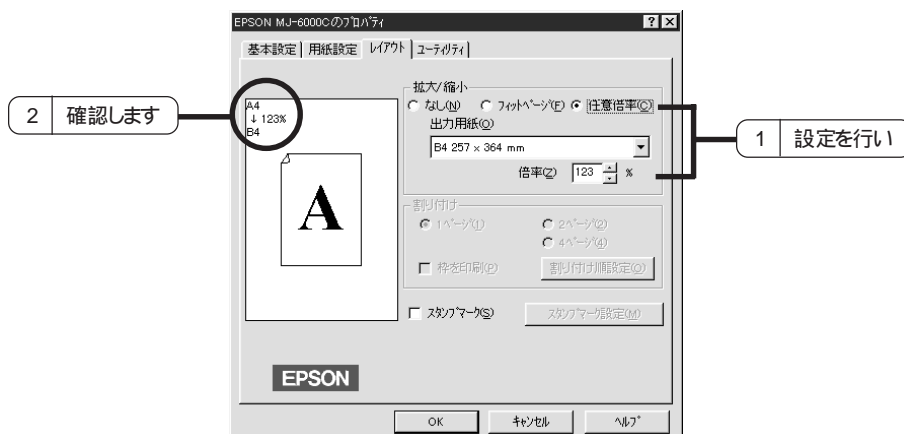 EPSON MJ-6000Cのプロパティ
基本設定 用紙設定 レイアウト ユーティリティ
拡大/縮小
なし(N) フィットページ(F) 任意倍率(C)
出力用紙(O)
B4 257 x 364 mm
倍率(Z) 123 %
A4
↓ 123%
B4
A
割り付け
1ページ(1) 2ページ(2)
4ページ(4)
枠を印刷(P) 割り付け順設定(O)
スタンプマーク(S) スタンプマーク設定(M)
EPSON
OK キャンセル ヘルプ
2 確認します
1 設定を行い